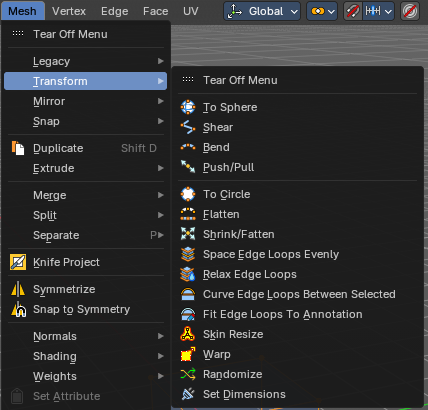 Mesh Vertex Edge Face UV Global
Tear Off Menu
Legacy
Transform
Mirror
Snap
Duplicate Shift D
Extrude
Merge
Split
Separate P
Knife Project
Symmetrize
Snap to Symmetry
Normals
Shading
Weights
Set Attribute
Tear Off Menu
To Sphere
Shear
Bend
Push/Pull
To Circle
Flatten
Shrink/Fatten
Space Edge Loops Evenly
Relax Edge Loops
Curve Edge Loops Between Selected
Fit Edge Loops To Annotation
Skin Resize
Warp
Randomize
Set Dimensions